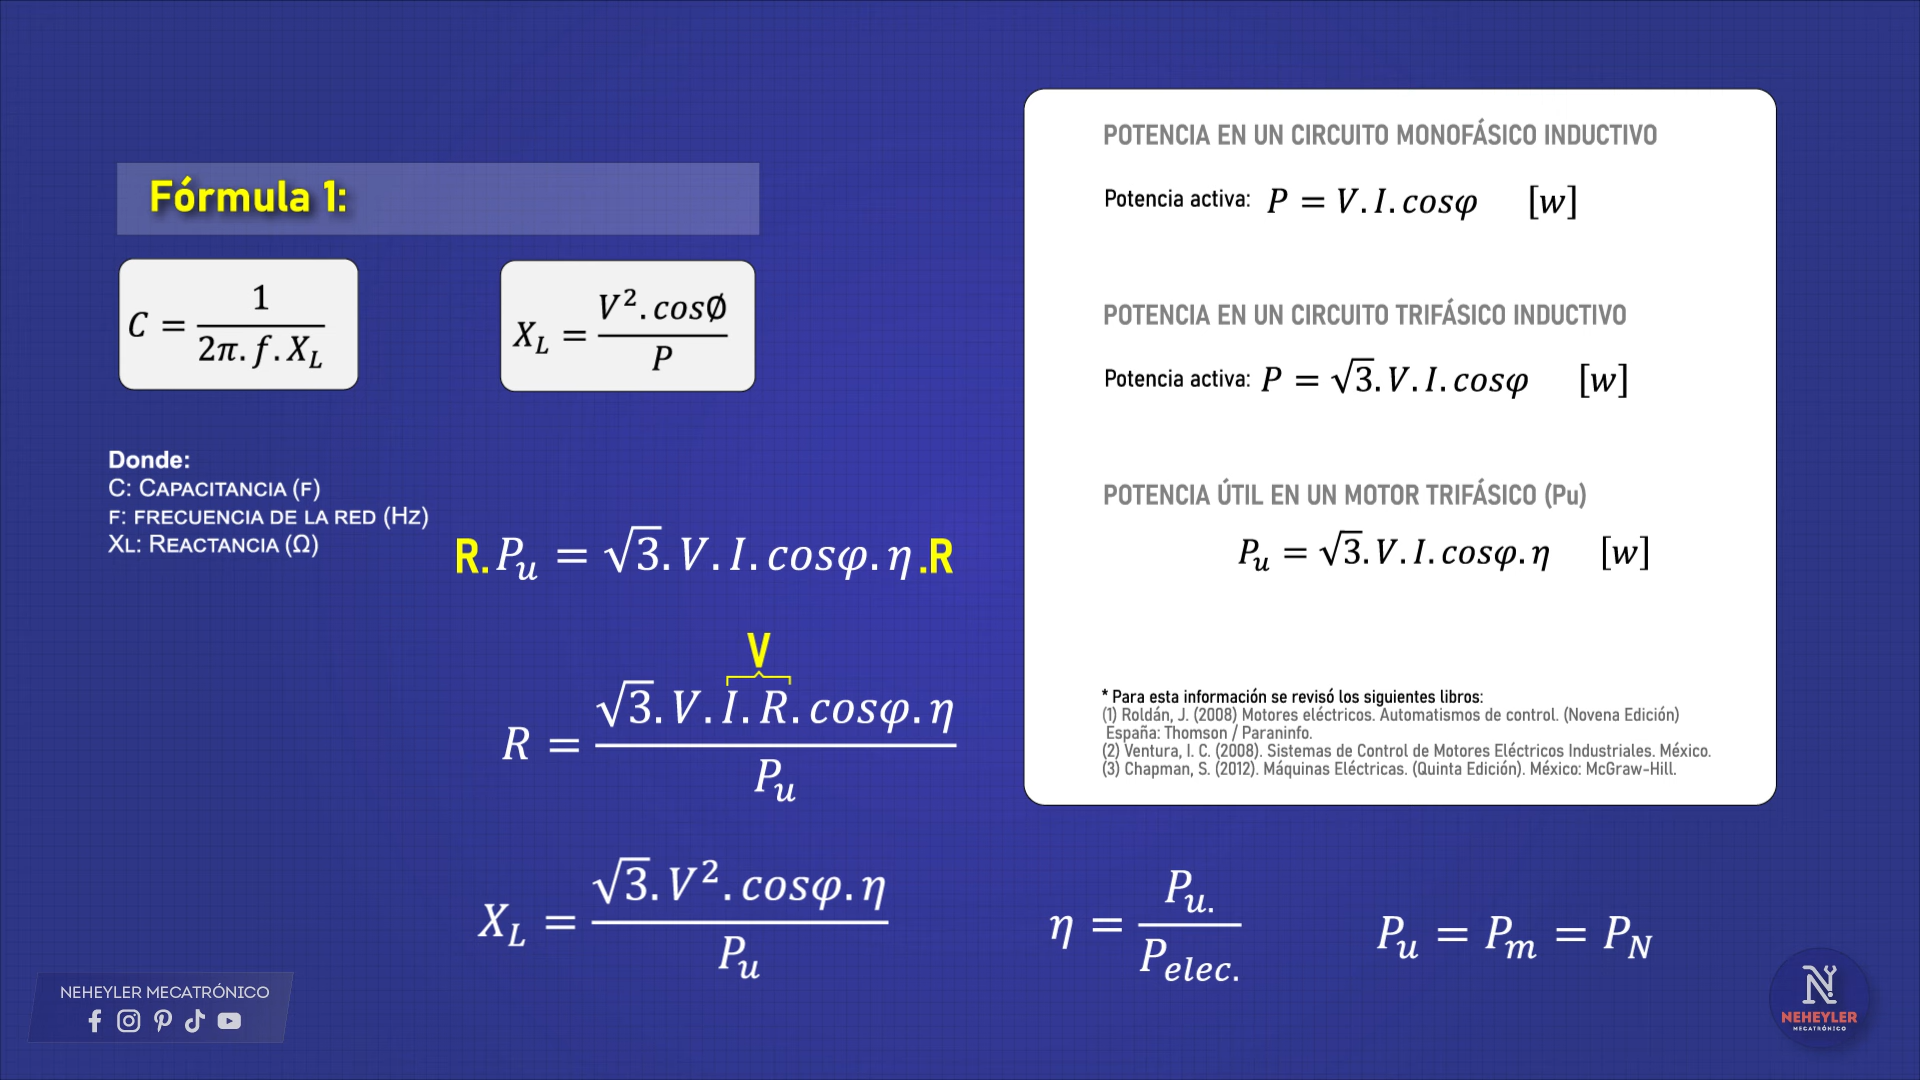 Fórmula 1:
C = 1 / 2π. f . X_L
X_L = V². cosØ / P
Donde:
C: CAPACITANCIA (F)
F: FRECUENCIA DE LA RED (HZ)
XL: REACTANCIA (Ω)
R. P_u = √3. V . I . cosφ . η .R
V
R = √3. V . I . R. cosφ . η / P_u
X_L = √3. V² . cosφ . η / P_u
POTENCIA EN UN CIRCUITO MONOFÁSICO INDUCTIVO
Potencia activa: P = V . I . cosφ [w]
POTENCIA EN UN CIRCUITO TRIFÁSICO INDUCTIVO
Potencia activa: P = √3. V . I . cosφ [w]
POTENCIA ÚTIL EN UN MOTOR TRIFÁSICO (Pu)
P_u = √3. V . I . cosφ . η [w]
* Para esta información se revisó los siguientes libros:
(1) Roldán, J. (2008) Motores eléctricos. Automatismos de control. (Novena Edición)
España: Thomson / Paraninfo.
(2) Ventura, I. C. (2008). Sistemas de Control de Motores Eléctricos Industriales. México.
(3) Chapman, S. (2012). Máquinas Eléctricas. (Quinta Edición). México: McGraw-Hill.
η = P_u. / P_elec.
P_u = P_m = P_N
NEHEYLER MECATRÓNICO
N
NEHEYLER
MECATRÓNICO